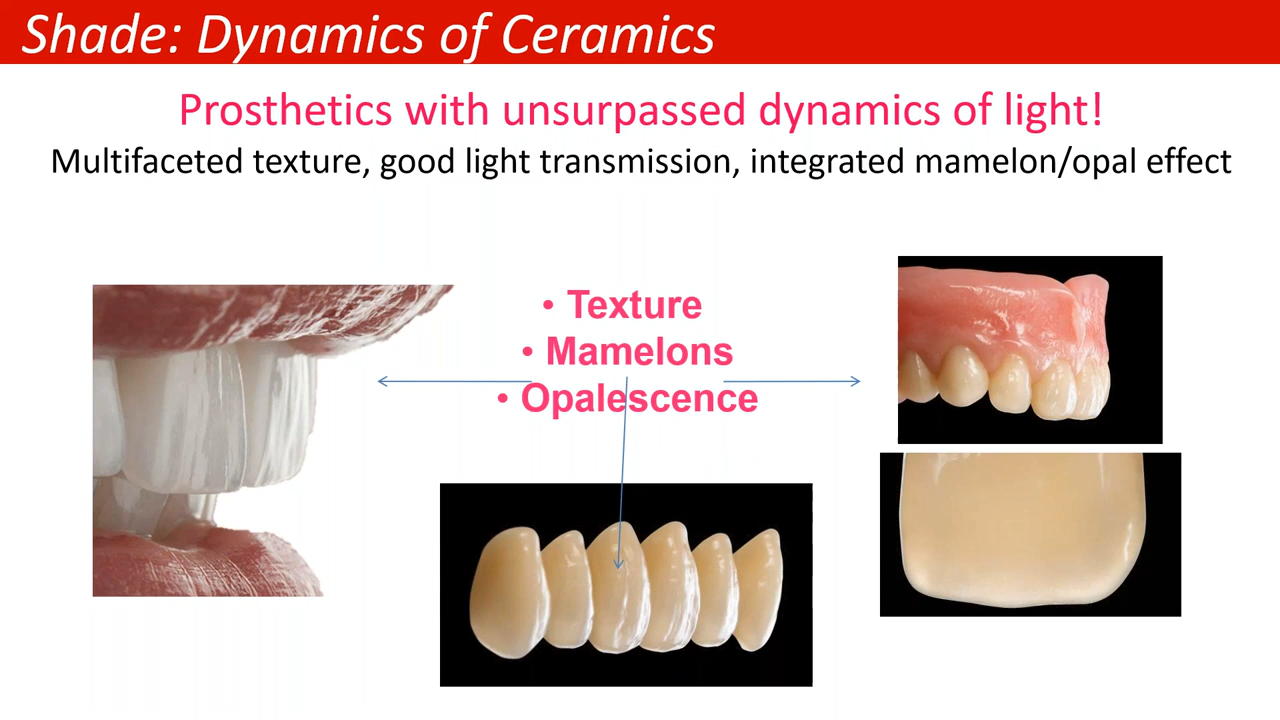 Shade: Dynamics of Ceramics
Prosthetics with unsurpassed dynamics of light!
Multifaceted texture, good light transmission, integrated mamelon/opal effect
• Texture
• Mamelons
• Opalescence